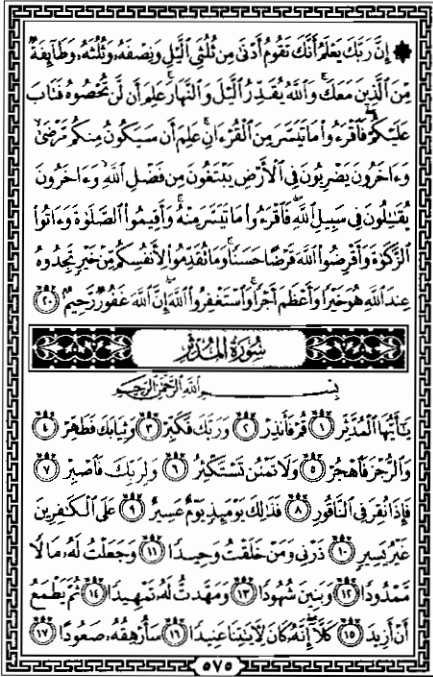 ۞ إِنَّ رَبَّكَ يَعْلَمُ أَنَّكَ تَقُومُ أَدْنَىٰ مِن ثُلُثَيِ ٱلَّيْلِ وَنِصْفَهُۥ وَثُلُثَهُۥ وَطَآئِفَةٌ
مِّنَ ٱلَّذِينَ مَعَكَ ۚ وَٱللَّهُ يُقَدِّرُ ٱلَّيْلَ وَٱلنَّهَارَ ۚ عَلِمَ أَن لَّن تُحْصُوهُ فَتَابَ
عَلَيْكُمْ ۖ فَٱقْرَءُوا۟ مَا تَيَسَّرَ مِنَ ٱلْقُرْءَانِ ۚ عَلِمَ أَن سَيَكُونُ مِنكُم مَّرْضَىٰ ۙ
وَءَاخَرُونَ يَضْرِبُونَ فِى ٱلْأَرْضِ يَبْتَغُونَ مِن فَضْلِ ٱللَّهِ ۙ وَءَاخَرُونَ
يُقَـٰتِلُونَ فِى سَبِيلِ ٱللَّهِ ۖ فَٱقْرَءُوا۟ مَا تَيَسَّرَ مِنْهُ ۚ وَأَقِيمُوا۟ ٱلصَّلَوٰةَ وَءَاتُوا۟
ٱلزَّكَوٰةَ وَأَقْرِضُوا۟ ٱللَّهَ قَرْضًا حَسَنًا ۚ وَمَا تُقَدِّمُوا۟ لِأَنفُسِكُم مِّنْ خَيْرٍ تَجِدُوهُ
عِندَ ٱللَّهِ هُوَ خَيْرًا وَأَعْظَمَ أَجْرًا ۚ وَٱسْتَغْفِرُوا۟ ٱللَّهَ ۖ إِنَّ ٱللَّهَ غَفُورٌ رَّحِيمٌۢ ٢٠
سُورَةُ المُدَّثِّرِ
بِسْمِ ٱللَّهِ ٱلرَّحْمَـٰنِ ٱلرَّحِيمِ
يَـٰٓأَيُّهَا ٱلْمُدَّثِّرُ ١ قُمْ فَأَنذِرْ ٢ وَرَبَّكَ فَكَبِّرْ ٣ وَثِيَابَكَ فَطَهِّرْ ٤
وَٱلرُّجْزَ فَٱهْجُرْ ٥ وَلَا تَمْنُن تَسْتَكْثِرُ ٦ وَلِرَبِّكَ فَٱصْبِرْ ٧
فَإِذَا نُقِرَ فِى ٱلنَّاقُورِ ٨ فَذَٰلِكَ يَوْمَئِذٍ يَوْمٌ عَسِيرٌ ٩ عَلَى ٱلْكَـٰفِرِينَ
غَيْرُ يَسِيرٍ ١٠ ذَرْنِى وَمَنْ خَلَقْتُ وَحِيدًا ١١ وَجَعَلْتُ لَهُۥ مَالًا
مَّمْدُودًا ١٢ وَبَنِينَ شُهُودًا ١٣ وَمَهَّدتُّ لَهُۥ تَمْهِيدًا ١٤ ثُمَّ يَطْمَعُ
أَنْ أَزِيدَ ١٥ كَلَّآ ۖ إِنَّهُۥ كَانَ لِـَٔايَـٰتِنَا عَنِيدًا ١٦ سَأُرْهِقُهُۥ صَعُودًا ١٧
٥٧٥